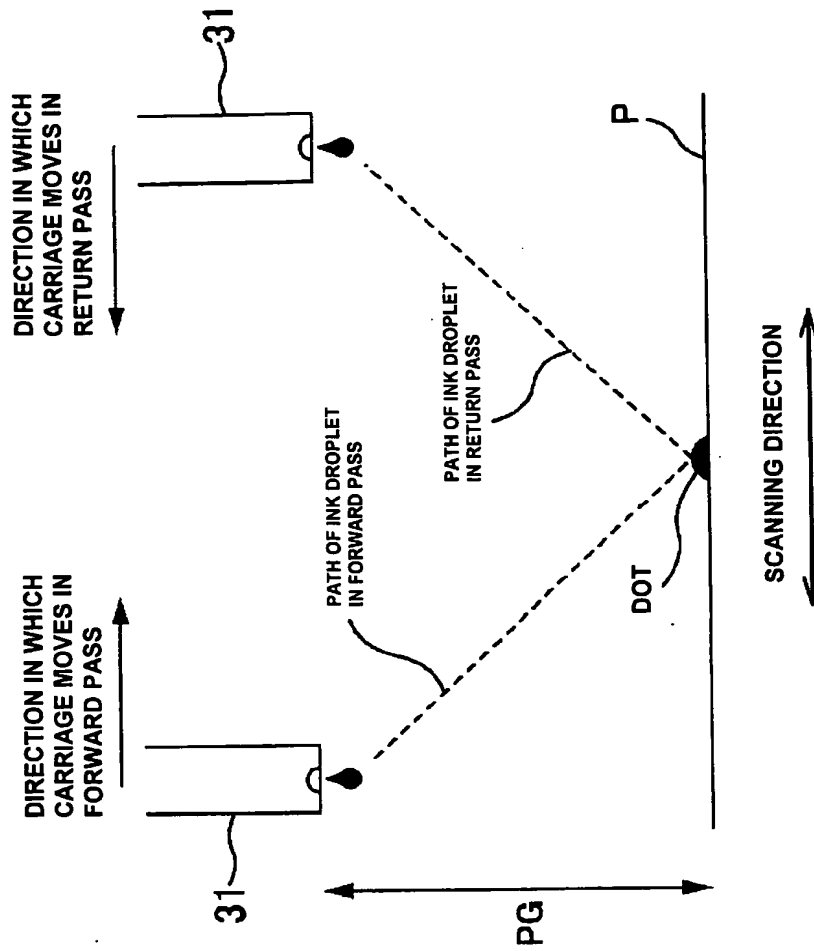 DIRECTION IN WHICH
CARRIAGE MOVES IN
FORWARD PASS
DIRECTION IN WHICH
CARRIAGE MOVES IN
RETURN PASS
31
31
PATH OF INK DROPLET
IN FORWARD PASS
PATH OF INK DROPLET
IN RETURN PASS
PG
DOT
P
SCANNING DIRECTION